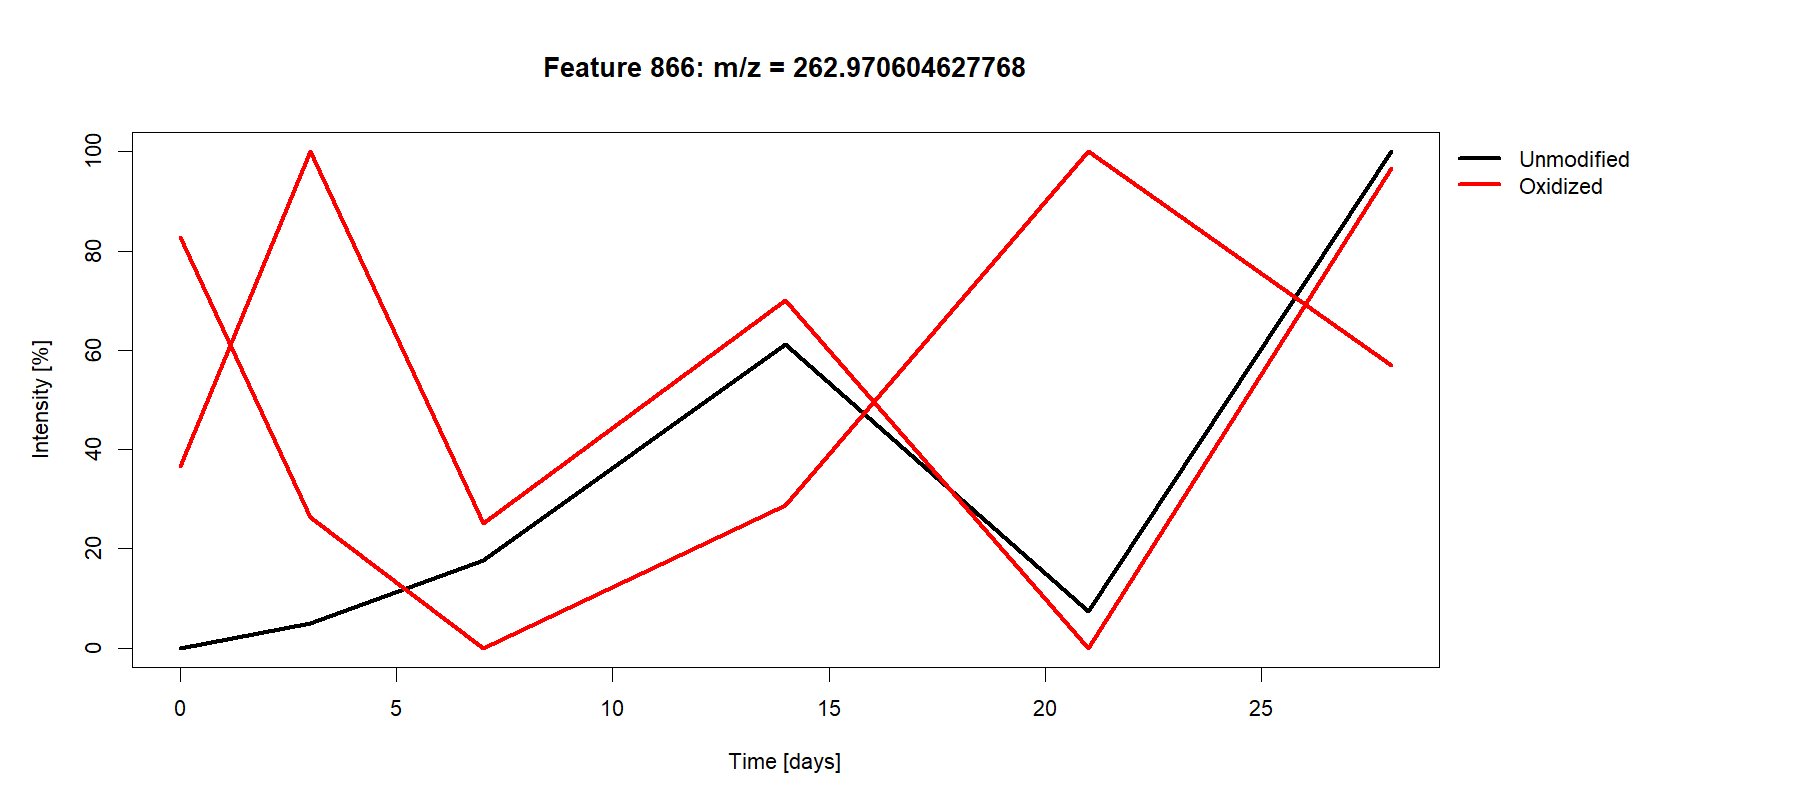 Feature 866: m/z = 262.970604627768
Unmodified
Oxidized
Intensity [%]
100
80
60
40
20
0
0 5 10 15 20 25
Time [days]